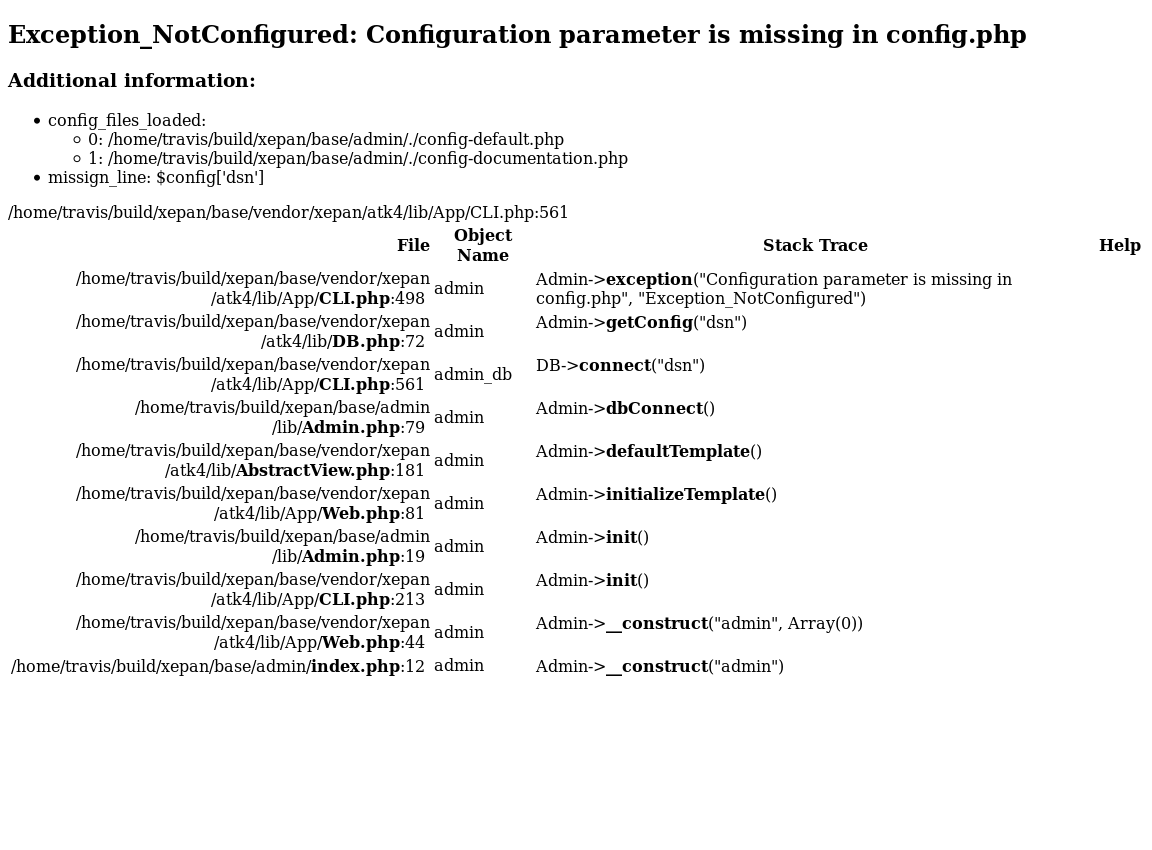 Exception_NotConfigured: Configuration parameter is missing in config.php
Additional information:
config_files_loaded:
0: /home/travis/build/xepan/base/admin/./config-default.php
1: /home/travis/build/xepan/base/admin/./config-documentation.php
missign_line: $config['dsn']
/home/travis/build/xepan/base/vendor/xepan/atk4/lib/App/CLI.php:561
File Object Name Stack Trace Help
/home/travis/build/xepan/base/vendor/xepan
/atk4/lib/App/CLI.php:498 admin Admin->exception("Configuration parameter is missing in
config.php", "Exception_NotConfigured")
/home/travis/build/xepan/base/vendor/xepan
/atk4/lib/DB.php:72 admin Admin->getConfig("dsn")
/home/travis/build/xepan/base/vendor/xepan
/atk4/lib/App/CLI.php:561 admin_db DB->connect("dsn")
/home/travis/build/xepan/base/admin
/lib/Admin.php:79 admin Admin->dbConnect()
/home/travis/build/xepan/base/vendor/xepan
/atk4/lib/AbstractView.php:181 admin Admin->defaultTemplate()
/home/travis/build/xepan/base/vendor/xepan
/atk4/lib/App/Web.php:81 admin Admin->initializeTemplate()
/home/travis/build/xepan/base/admin
/lib/Admin.php:19 admin Admin->init()
/home/travis/build/xepan/base/vendor/xepan
/atk4/lib/App/CLI.php:213 admin Admin->init()
/home/travis/build/xepan/base/vendor/xepan
/atk4/lib/App/Web.php:44 admin Admin->__construct("admin", Array(0))
/home/travis/build/xepan/base/admin/index.php:12 admin Admin->__construct("admin")